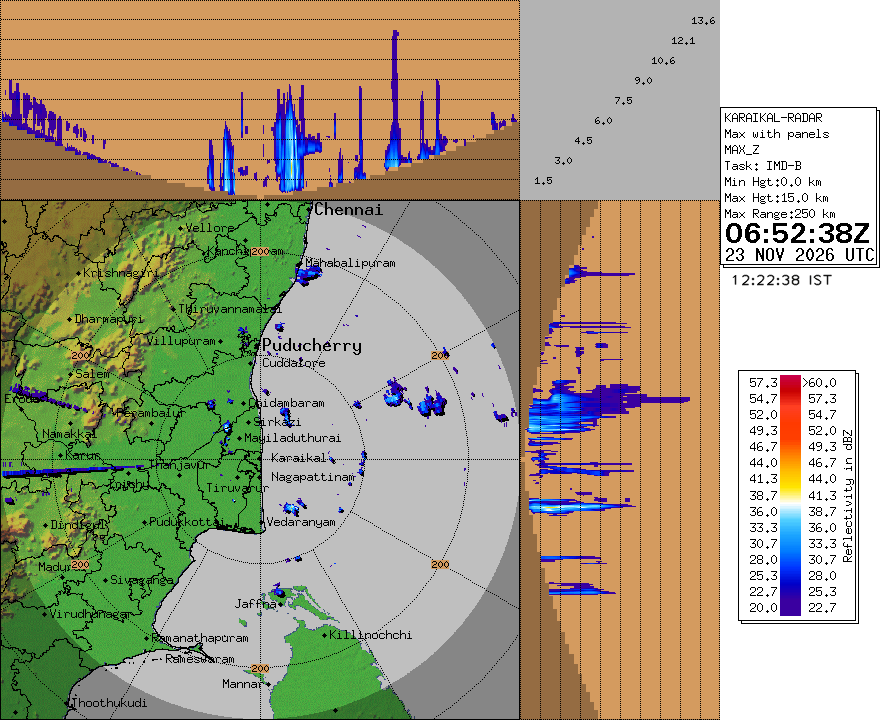 13.6
12.1
10.6
9.0
7.5
6.0
4.5
3.0
1.5
KARAIKAL-RADAR
Max with panels
MAX_Z
Task: IMD-B
Min Hgt:0.0 km
Max Hgt:15.0 km
Max Range:250 km
06:52:38Z
23 NOV 2026 UTC
12:22:38 IST
Chennai
Vellore
200
Mahabalipuram
Krishnagiri
Thiruvannamalai
Dharmapuri
Villupuram
Puducherry
200
200
Cuddalore
Salem
Chidambaram
Perambalur
Sirkazi
Namakkal
Mayiladuthurai
Karur
Thanjavur
Karaikal
Nagapattinam
Tiruvarur
Dindigul
Pudukkottai
Vedaranyam
200
200
Sivaganga
Jaffna
Virudhunagar
Killinochchi
Ramanathapuram
Rameswaram
200
Mannar
Thoothukudi
57.3 >60.0
54.7 57.3
52.0 54.7
49.3 52.0
46.7 49.3
44.0 46.7
41.3 44.0
38.7 41.3
36.0 38.7
33.3 36.0
30.7 33.3
28.0 30.7
25.3 28.0
22.7 25.3
20.0 22.7
Reflectivity in dBZ